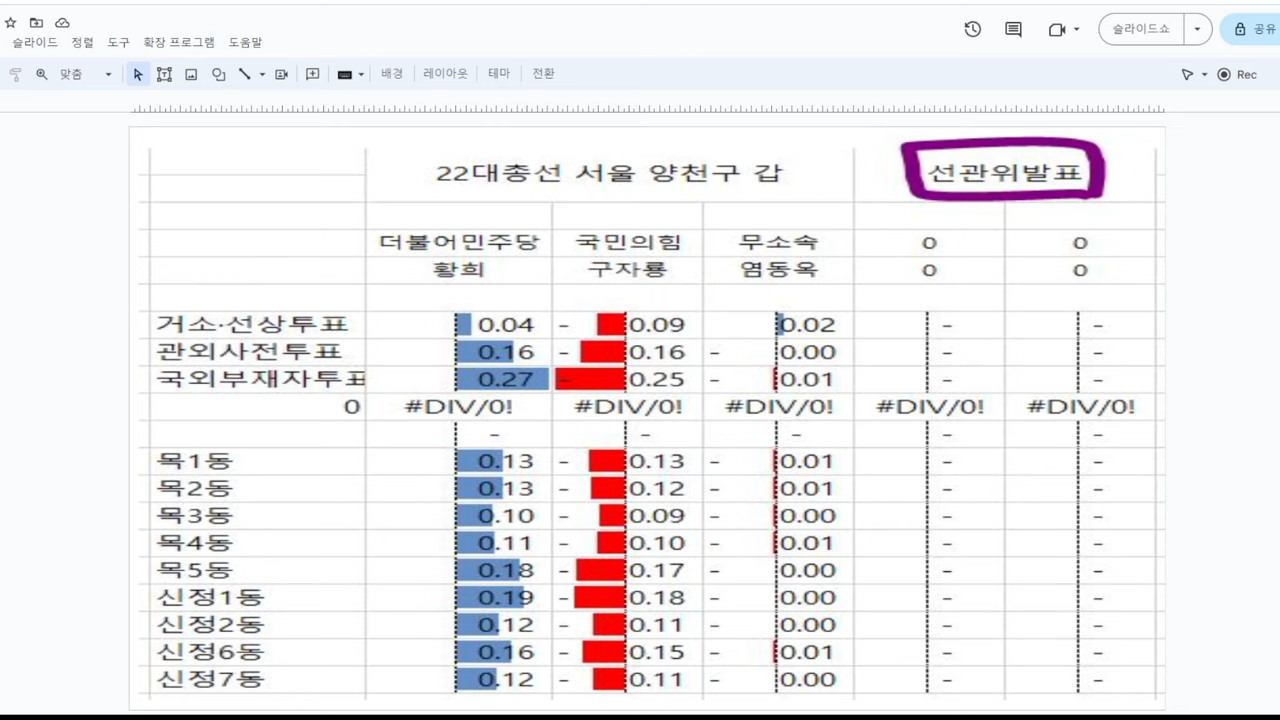 슬라이드 정렬 도구 확장 프로그램 도움말
슬라이드쇼 공유
맞춤 배경 레이아웃 테마 전환 Rec
22대총선 서울 양천구 갑 선관위발표
더불어민주당 국민의힘 무소속 0 0
황희 구자룡 염동옥 0 0
거소·선상투표 0.04 - 0.09 0.02 - -
관외사전투표 0.16 - 0.16 - 0.00 - -
국외부재자투표 0.27 - 0.25 - 0.01 - -
0 #DIV/0! #DIV/0! #DIV/0! #DIV/0! #DIV/0!
- - - - -
목1동 0.13 - 0.13 - 0.01 - -
목2동 0.13 - 0.12 - 0.01 - -
목3동 0.10 - 0.09 - 0.00 - -
목4동 0.11 - 0.10 - 0.01 - -
목5동 0.18 - 0.17 - 0.00 - -
신정1동 0.19 - 0.18 - 0.00 - -
신정2동 0.12 - 0.11 - 0.00 - -
신정6동 0.16 - 0.15 - 0.01 - -
신정7동 0.12 - 0.11 - 0.00 - -